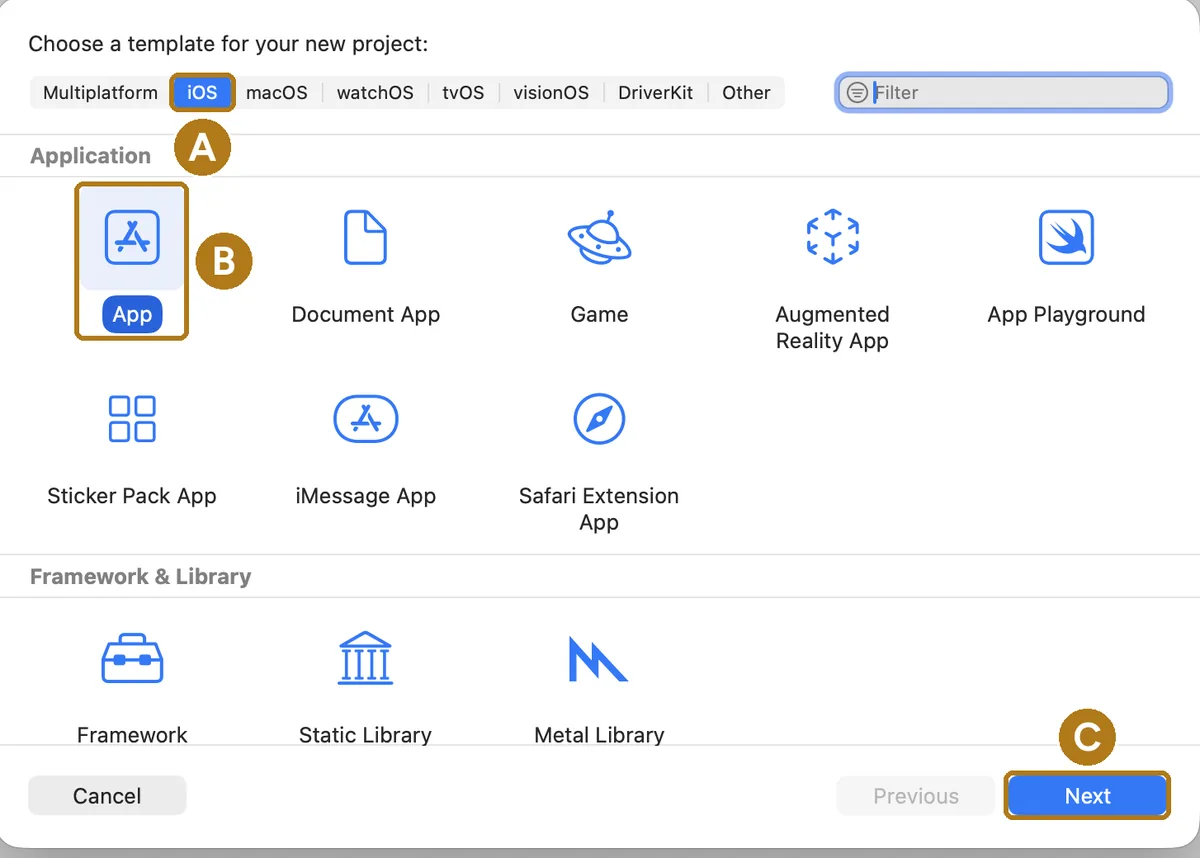 Choose a template for your new project:
Multiplatform iOS macOS watchOS tvOS visionOS DriverKit Other Filter
A
Application
B
App Document App Game Augmented Reality App App Playground
Sticker Pack App iMessage App Safari Extension App
Framework & Library
Framework Static Library Metal Library
C
Cancel Previous Next